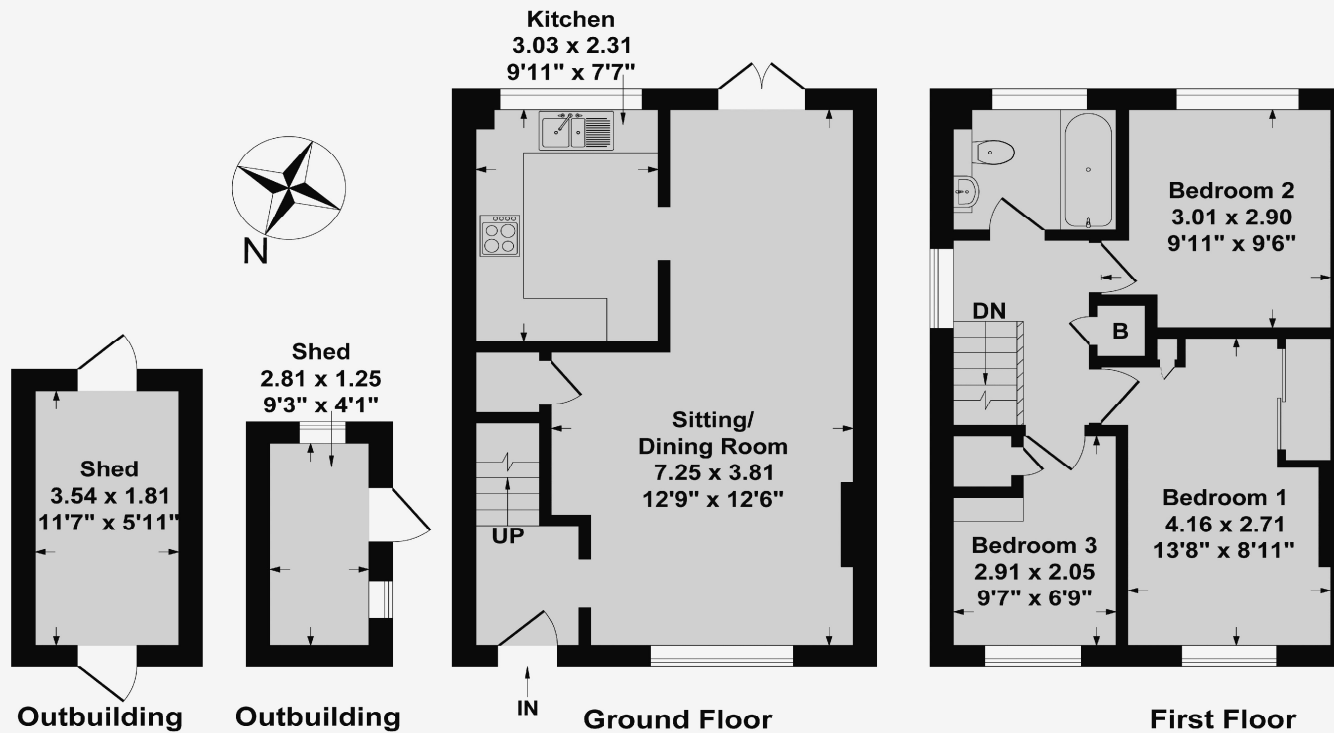 Kitchen
3.03 x 2.31
9'11" x 7'7"
N
Shed
3.54 x 1.81
11'7" x 5'11"
Outbuilding
Shed
2.81 x 1.25
9'3" x 4'1"
Outbuilding
Sitting/
Dining Room
7.25 x 3.81
12'9" x 12'6"
UP
IN
Ground Floor
Bedroom 2
3.01 x 2.90
9'11" x 9'6"
DN
B
Bedroom 1
4.16 x 2.71
13'8" x 8'11"
Bedroom 3
2.91 x 2.05
9'7" x 6'9"
First Floor